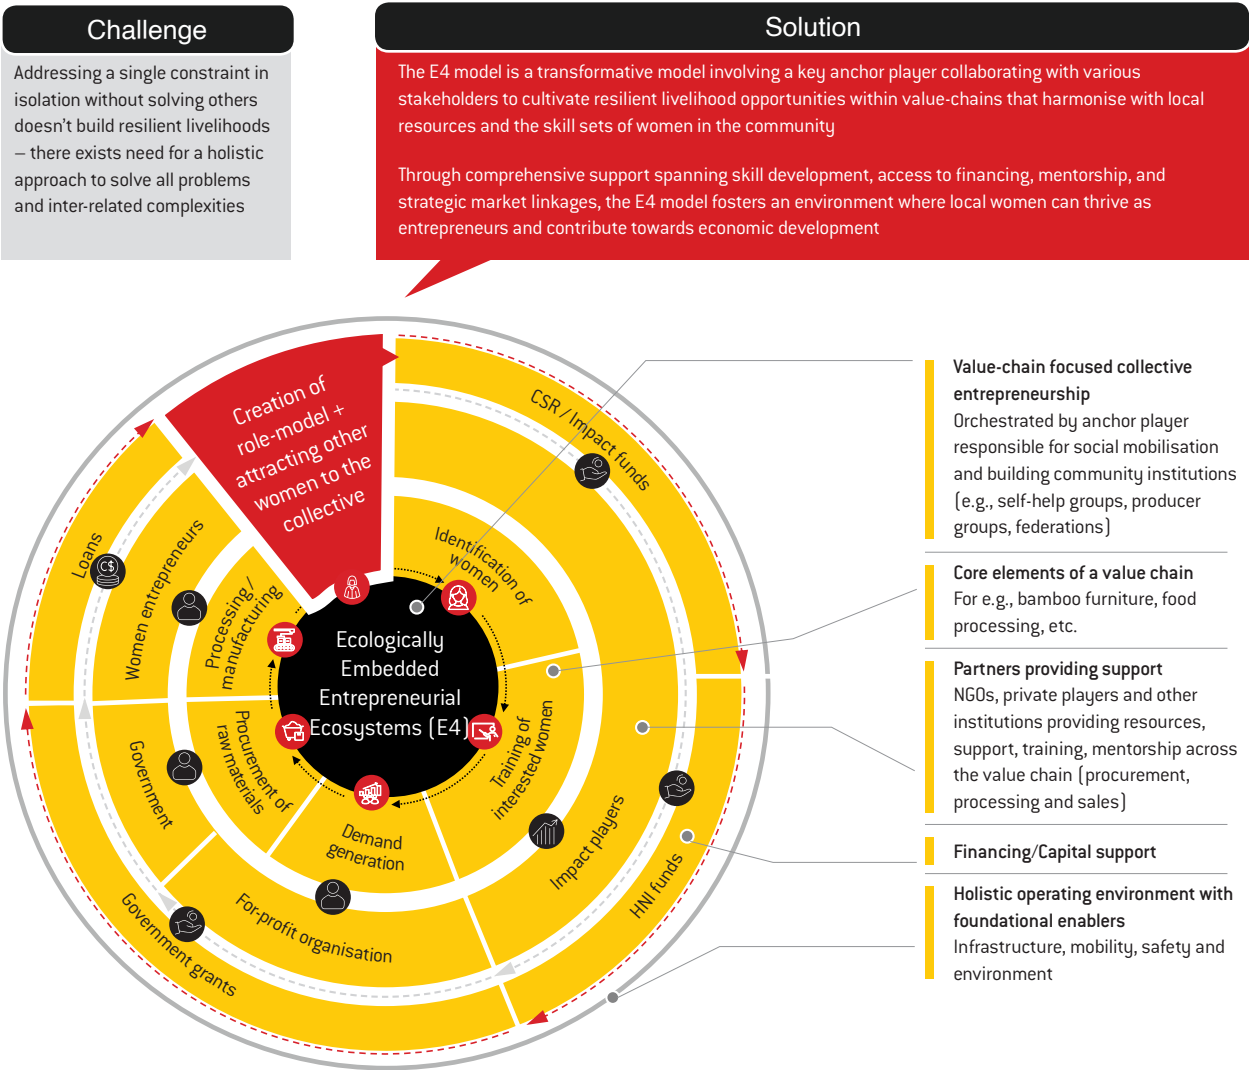 Challenge
Addressing a single constraint in
isolation without solving others
doesn't build resilient livelihoods
– there exists need for a holistic
approach to solve all problems
and inter-related complexities
Solution
The E4 model is a transformative model involving a key anchor player collaborating with various
stakeholders to cultivate resilient livelihood opportunities within value-chains that harmonise with local
resources and the skill sets of women in the community
Through comprehensive support spanning skill development, access to financing, mentorship, and
strategic market linkages, the E4 model fosters an environment where local women can thrive as
entrepreneurs and contribute towards economic development
Creation of
role-model +
attracting other
women to the
collective
CSR / Impact funds
HNI funds
Government grants
Loans
C$
Impact players
For-profit organisation
Government
Women entrepreneurs
Identification of
women
Training of
interested women
Demand
generation
Procurement of
raw materials
Processing/
manufacturing
Ecologically
Embedded
Entrepreneurial
Ecosystems (E4)
Value-chain focused collective
entrepreneurship
Orchestrated by anchor player
responsible for social mobilisation
and building community institutions
(e.g., self-help groups, producer
groups, federations)
Core elements of a value chain
For e.g., bamboo furniture, food
processing, etc.
Partners providing support
NGOs, private players and other
institutions providing resources,
support, training, mentorship across
the value chain (procurement,
processing and sales)
Financing/Capital support
Holistic operating environment with
foundational enablers
Infrastructure, mobility, safety and
environment